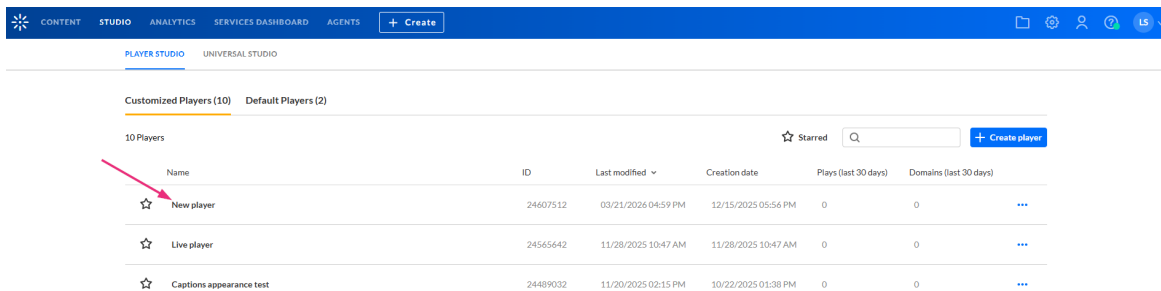 CONTENT STUDIO ANALYTICS SERVICES DASHBOARD AGENTS + Create LS
PLAYER STUDIO UNIVERSAL STUDIO
Customized Players (10) Default Players (2)
10 Players Starred + Create player
Name ID Last modified Creation date Plays (last 30 days) Domains (last 30 days)
New player 24607512 03/21/2026 04:59 PM 12/15/2025 05:56 PM 0 0
Live player 24565642 11/28/2025 10:47 AM 11/28/2025 10:47 AM 0 0
Captions appearance test 24489032 11/20/2025 02:15 PM 10/22/2025 01:38 PM 0 0